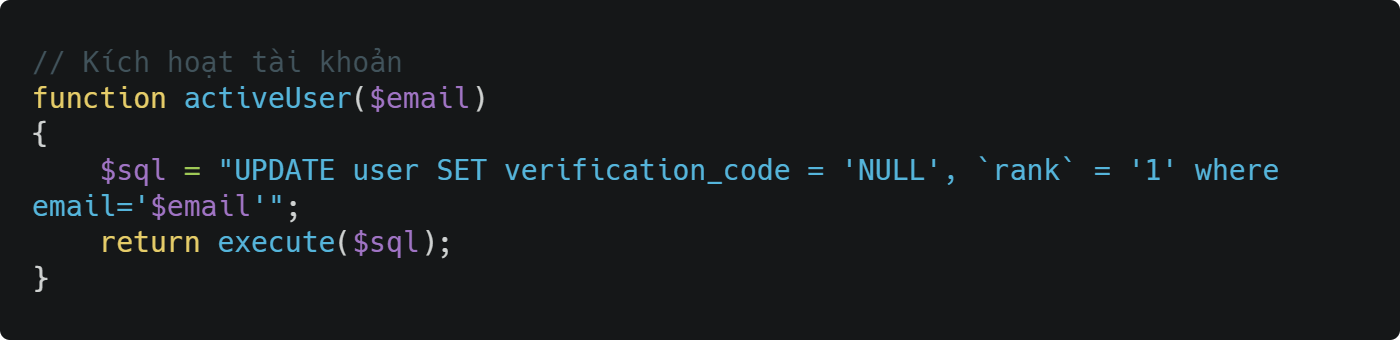 // Kích hoạt tài khoản
function activeUser($email)
{
    $sql = "UPDATE user SET verification_code = 'NULL', `rank` = '1' where
email='$email'";
    return execute($sql);
}